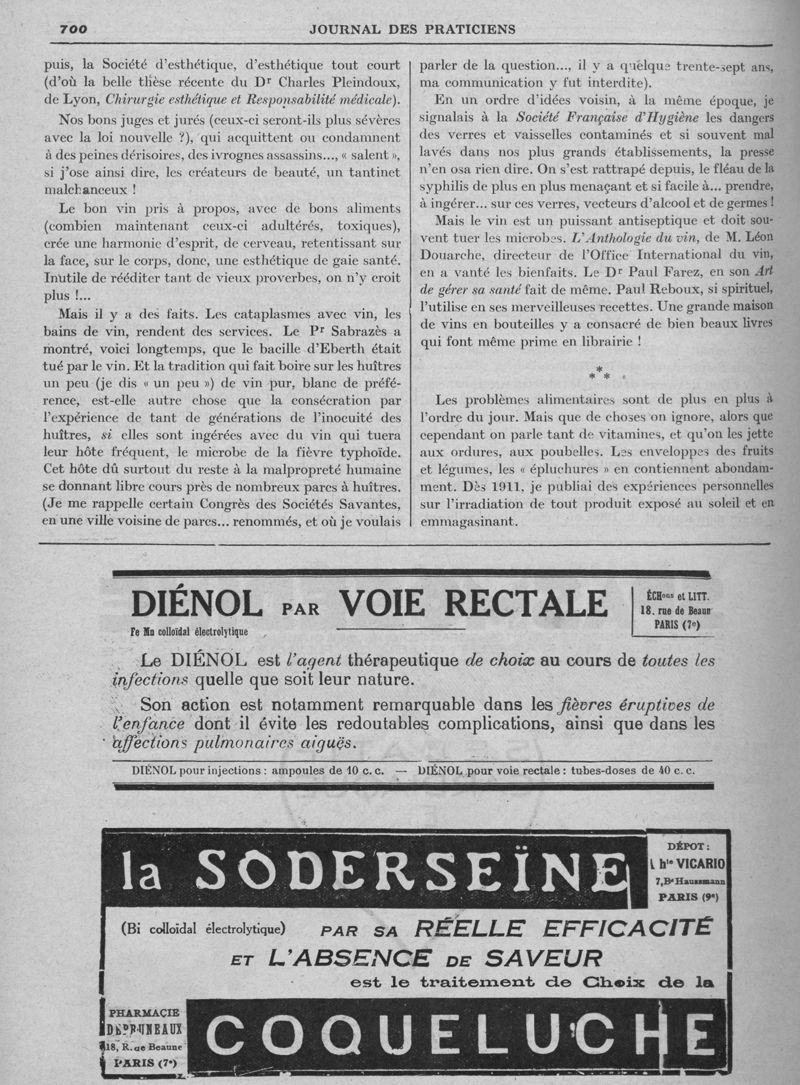 700
JOURNAL DES PRATICIENS
puis, la Société d'esthétique, d'esthétique tout court
(d'où la belle thèse récente du Dr Charles Pleindoux,
de Lyon, Chirurgie esthétique et Responsabilité médicale).
Nos bons juges et jurés (ceux-ci seront-ils plus sévères
avec la loi nouvelle ?), qui acquittent ou condamnent
à des peines dérisoires, des ivrognes assassins..., « salent »,
si j'ose ainsi dire, les créateurs de beauté, un tantinet
malchanceux !
Le bon vin pris à propos, avec de bons aliments
(combien maintenant ceux-ci adultérés, toxiques),
crée une harmonie d'esprit, de cerveau, retentissant sur
la face, sur le corps, donc, une esthétique de gaie santé.
Inutile de rééditer tant de vieux proverbes, on n'y croit
plus !...
Mais il y a des faits. Les cataplasmes avec vin, les
bains de vin, rendent des services. Le Pr Sabrazès a
montré, voici longtemps, que le bacille d'Eberth était
tué par le vin. Et la tradition qui fait boire sur les huîtres
un peu (je dis « un peu ») de vin pur, blanc de préfé-
rence, est-elle autre chose que la consécration par
l'expérience de tant de générations de l'inocuité des
huîtres, si elles sont ingérées avec du vin qui tuera
leur hôte fréquent, le microbe de la fièvre typhoïde.
Cet hôte dû surtout du reste à la malpropreté humaine
se donnant libre cours près de nombreux parcs à huîtres.
(Je me rappelle certain Congrès des Sociétés Savantes,
en une ville voisine de parcs... renommés, et où je voulais
parler de la question..., il y a quelque trente-sept ans,
ma communication y fut interdite).
En un ordre d'idées voisin, à la même époque, je
signalais à la Société Française d'Hygiène les dangers
des verres et vaisselles contaminés et si souvent mal
lavés dans nos plus grands établissements, la presse
n'en osa rien dire. On s'est rattrapé depuis, le fléau de la
syphilis de plus en plus menaçant et si facile à... prendre,
à ingérer... sur ces verres, vecteurs d'alcool et de germes !
Mais le vin est un puissant antiseptique et doit sou-
vent tuer les microbes. L'Anthologie du vin, de M. Léon
Douarche, directeur de l'Office International du vin,
en a vanté les bienfaits. Le Dr Paul Farez, en son Art
de gérer sa santé fait de même. Paul Reboux, si spirituel,
l'utilise en ses merveilleuses recettes. Une grande maison
de vins en bouteilles y a consacré de bien beaux livres
qui font même prime en librairie !
***
Les problèmes alimentaires sont de plus en plus à
l'ordre du jour. Mais que de choses on ignore, alors que
cependant on parle tant de vitamines, et qu'on les jette
aux ordures, aux poubelles. Les enveloppes des fruits
et légumes, les « épluchures » en contiennent abondam-
ment. Dès 1911, je publiai des expériences personnelles
sur l'irradiation de tout produit exposé au soleil et en
emmagasinant.
DIÉNOL PAR VOIE RECTALE
Fe Mn colloïdal électrolytique
ÉCHons et LITT.
18. rue de Beaune
PARIS (7e)
Le DIÉNOL est l'agent thérapeutique de choix au cours de toutes les
infections quelle que soit leur nature.
Son action est notamment remarquable dans les fièvres éruptives de
l'enfance dont il évite les redoutables complications, ainsi que dans les
affections pulmonaires aiguës.
DIÉNOL pour injections : ampoules de 10 c. c. — DIÉNOL pour voie rectale : tubes-doses de 40 c. c.
la SODERSEÏNE
DÉPOT :
Lbie VICARIO
7, Bd Haussmann
PARIS (9e)
(Bi colloïdal électrolytique) PAR SA RÉELLE EFFICACITÉ
ET L'ABSENCE DE SAVEUR
est le traitement de Choix de la
PHARMACIE
DESPRUNEAUX
18, R. de Beaune
PARIS (7e)
COQUELUCHE